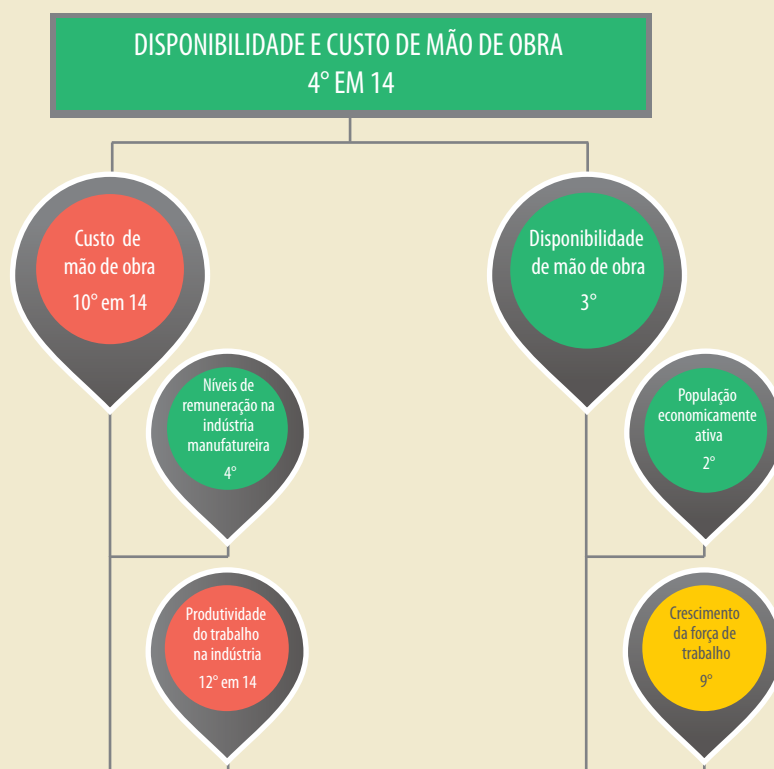 DISPONIBILIDADE E CUSTO DE MÃO DE OBRA
4° EM 14
Custo de
mão de obra
10° em 14
Disponibilidade
de mão de obra
3°
Níveis de
remuneração na
indústria
manufatureira
4°
População
economicamente
ativa
2°
Produtividade
do trabalho
na indústria
12° em 14
Crescimento
da força de
trabalho
9°